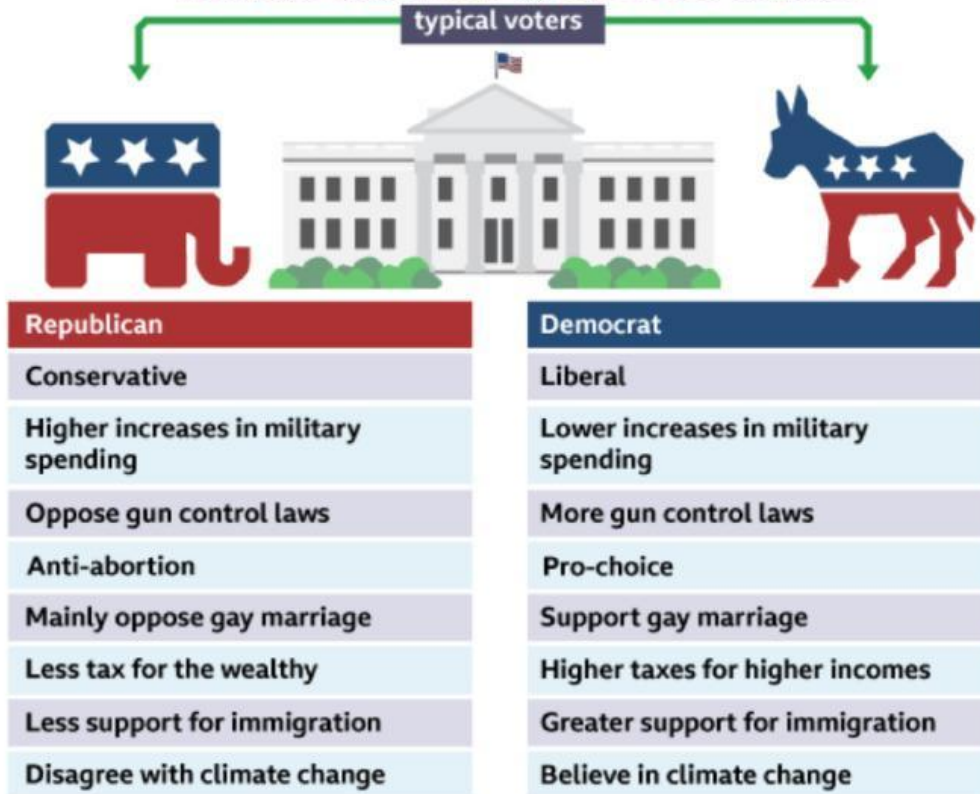 typical voters
Republican
Conservative
Higher increases in military
spending
Oppose gun control laws
Anti-abortion
Mainly oppose gay marriage
Less tax for the wealthy
Less support for immigration
Disagree with climate change
Democrat
Liberal
Lower increases in military
spending
More gun control laws
Pro-choice
Support gay marriage
Higher taxes for higher incomes
Greater support for immigration
Believe in climate change